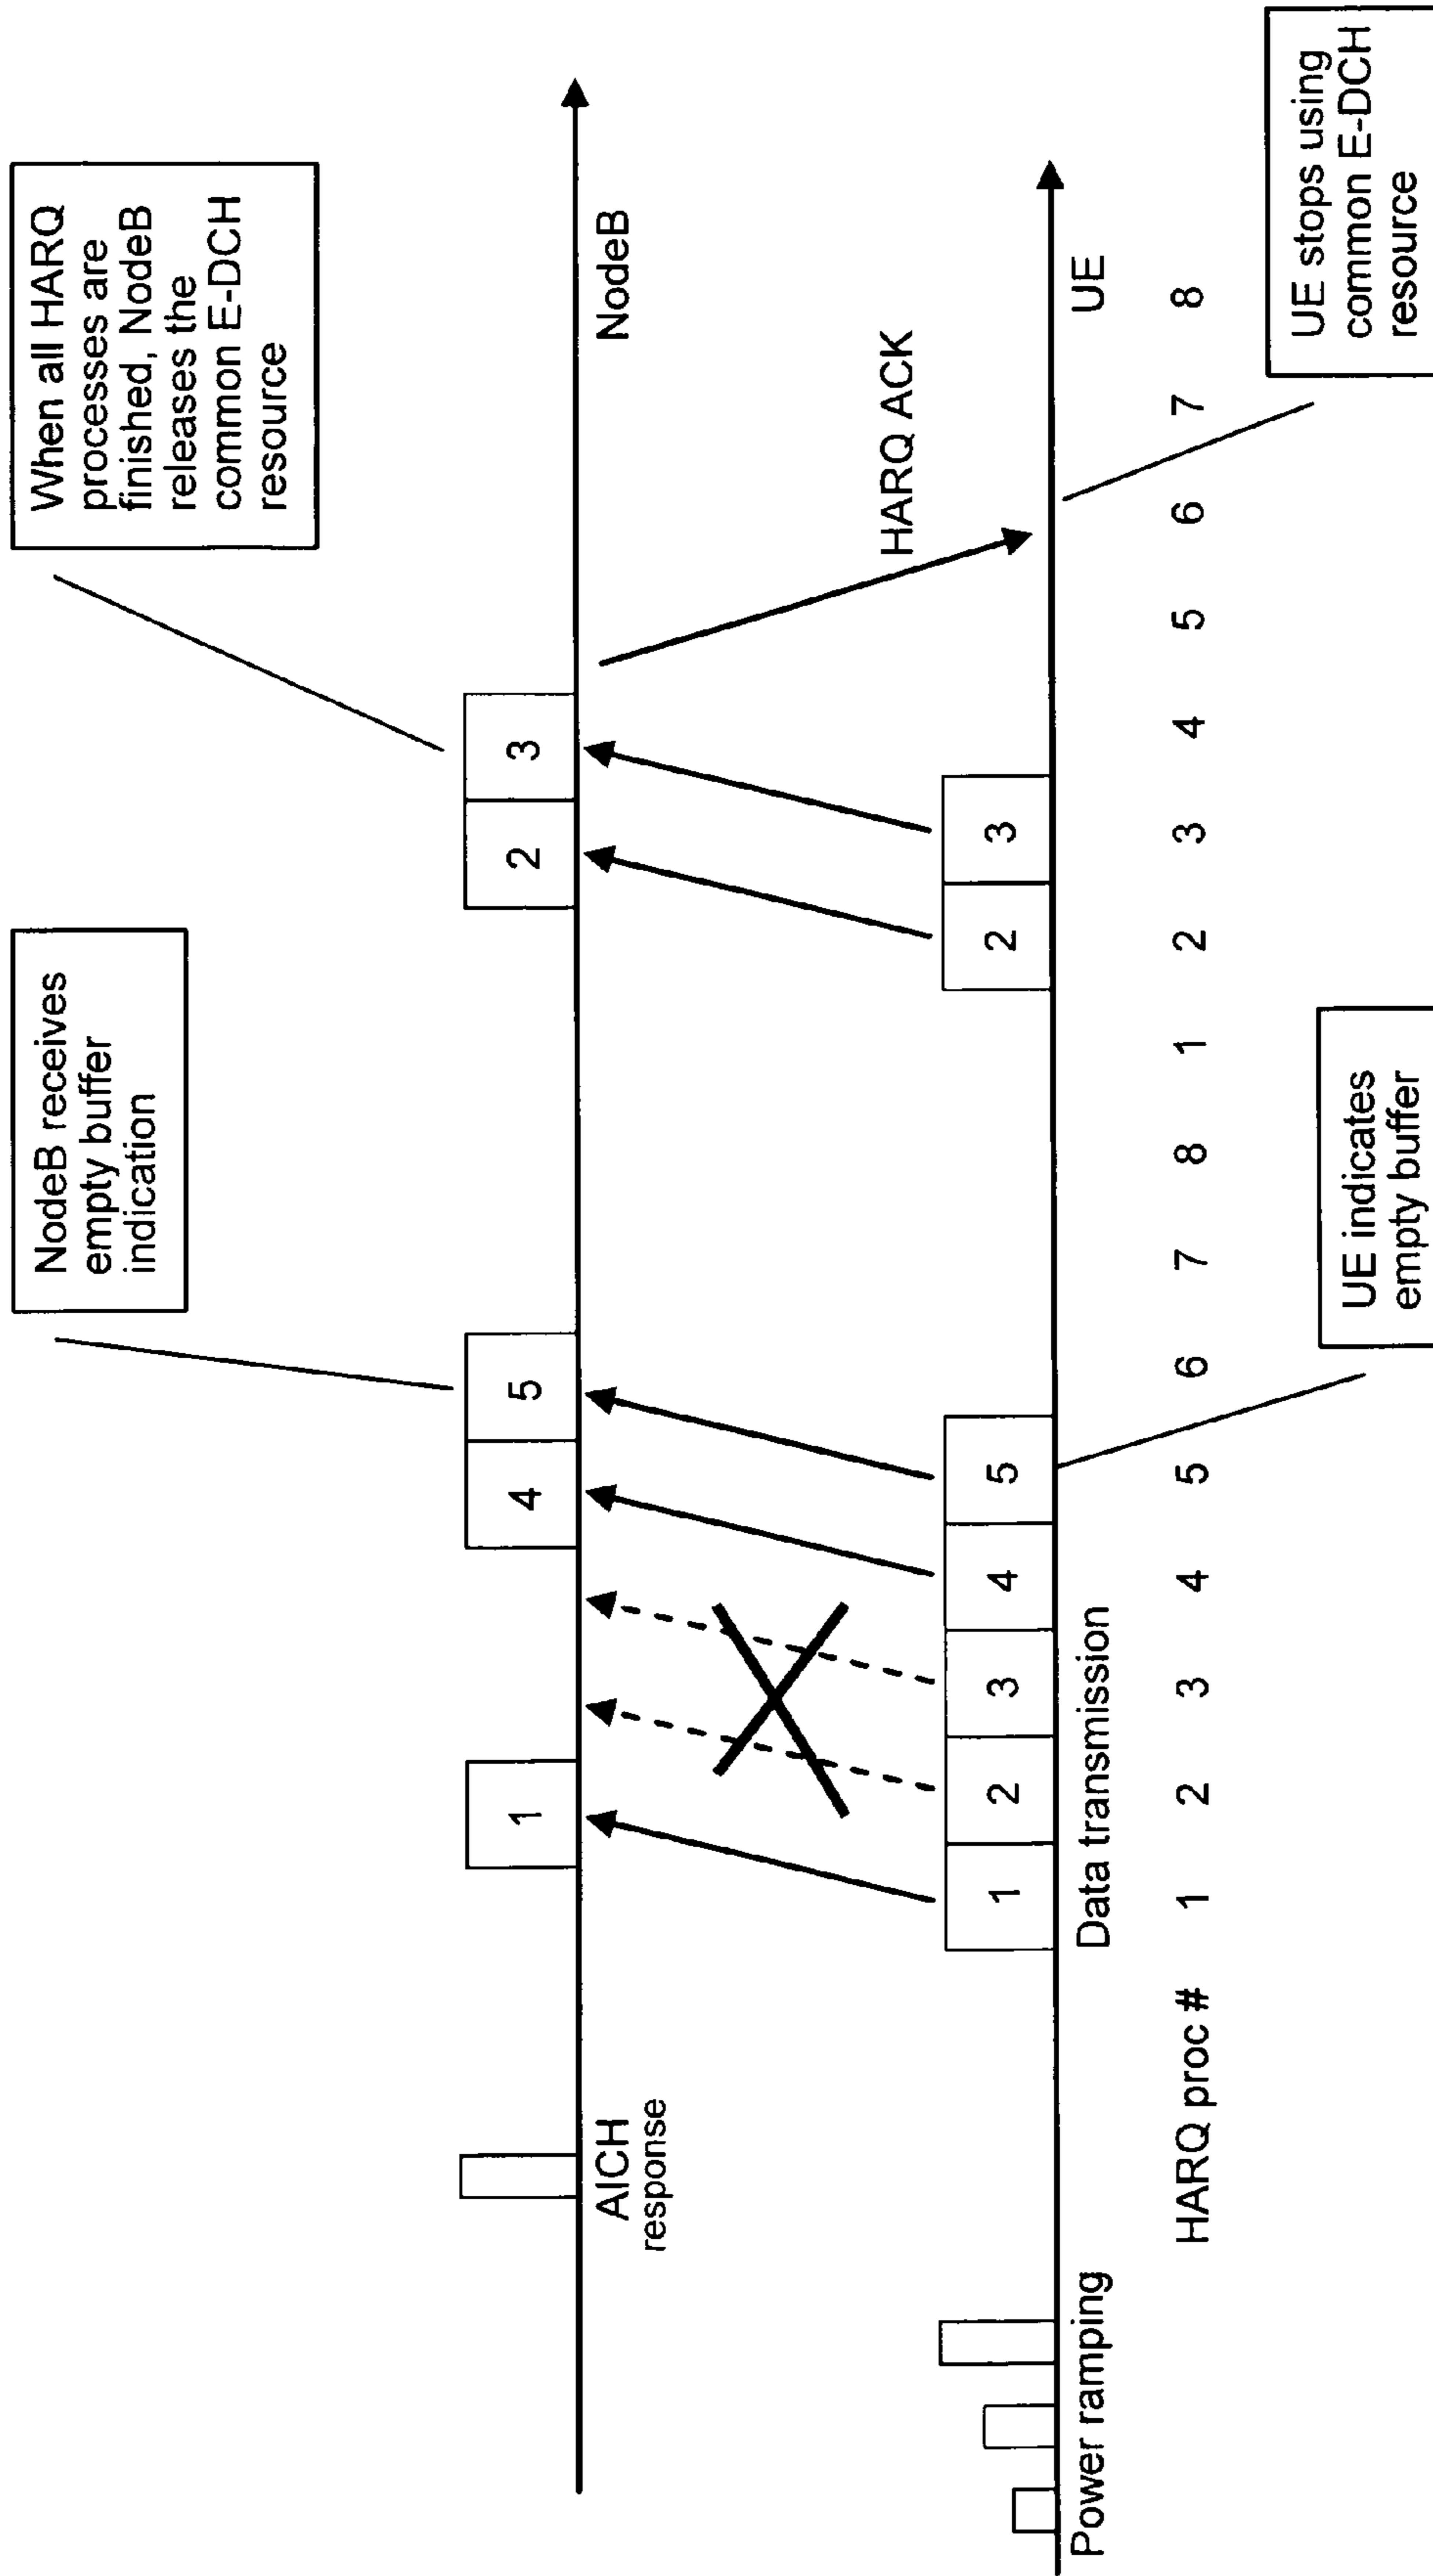 NodeB receives
empty buffer
indication
When all HARQ
processes are
finished, NodeB
releases the
common E-DCH
resource
1
4
5
2
3
AICH
response
NodeB
HARQ ACK
1
2
3
4
5
2
3
Power ramping
Data transmission
UE
HARQ proc # 1 2 3 4 5 6 7 8 1 2 3 4 5 6 7 8
UE indicates
empty buffer
UE stops using
common E-DCH
resource